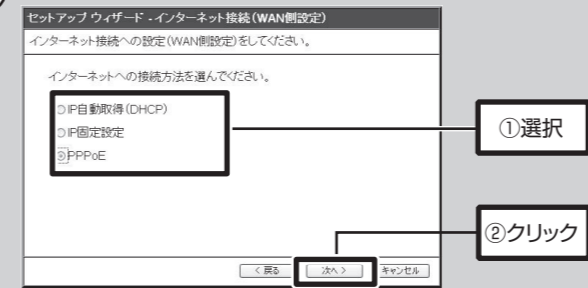 セットアップ ウィザード - インターネット接続(WAN側設定)
インターネット接続への設定(WAN側設定)をしてください。
インターネットへの接続方法を選んでください。
IP自動取得(DHCP)
IP固定設定
PPPoE
①選択
②クリック
< 戻る
次へ >
キャンセル